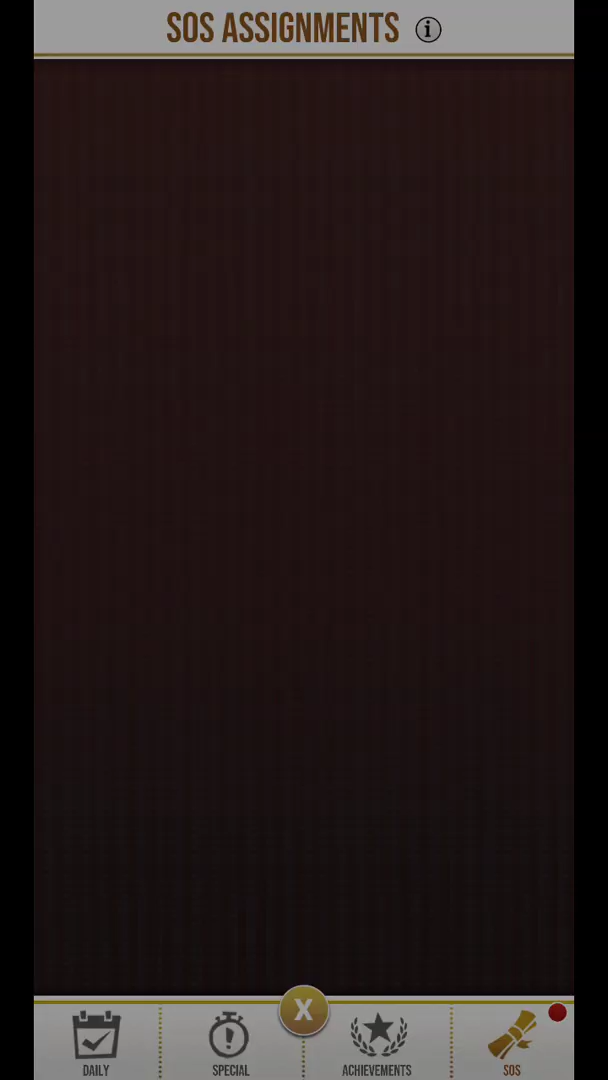 SOS ASSIGNMENTS i
X
DAILY
SPECIAL
ACHIEVEMENTS
SOS